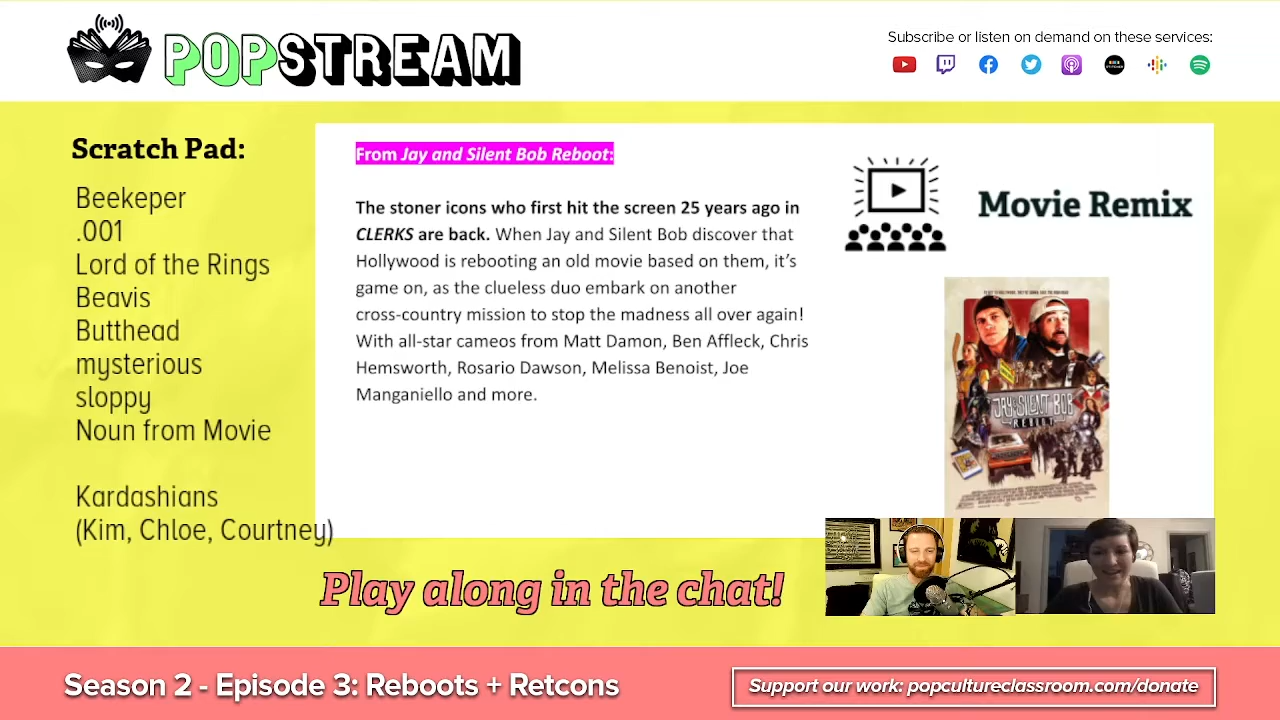 POPSTREAM
Subscribe or listen on demand on these services:
Scratch Pad:
Beekeper
.001
Lord of the Rings
Beavis
Butthead
mysterious
sloppy
Noun from Movie
Kardashians
(Kim, Chloe, Courtney)
From Jay and Silent Bob Reboot:
The stoner icons who first hit the screen 25 years ago in
CLERKS are back. When Jay and Silent Bob discover that
Hollywood is rebooting an old movie based on them, it's
game on, as the clueless duo embark on another
cross-country mission to stop the madness all over again!
With all-star cameos from Matt Damon, Ben Affleck, Chris
Hemsworth, Rosario Dawson, Melissa Benoist, Joe
Manganiello and more.
Movie Remix
JAY & SILENT BOB
REBOOT
Play along in the chat!
Season 2 - Episode 3: Reboots + Retcons
Support our work: popcultureclassroom.com/donate